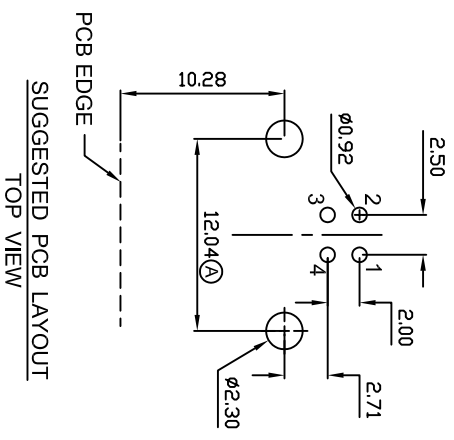 2.50
ø0.92
2
1
3
4
2.00
2.71
10.28
12.04 Ⓐ
ø2.30
PCB EDGE
SUGGESTED PCB LAYOUT
TOP VIEW